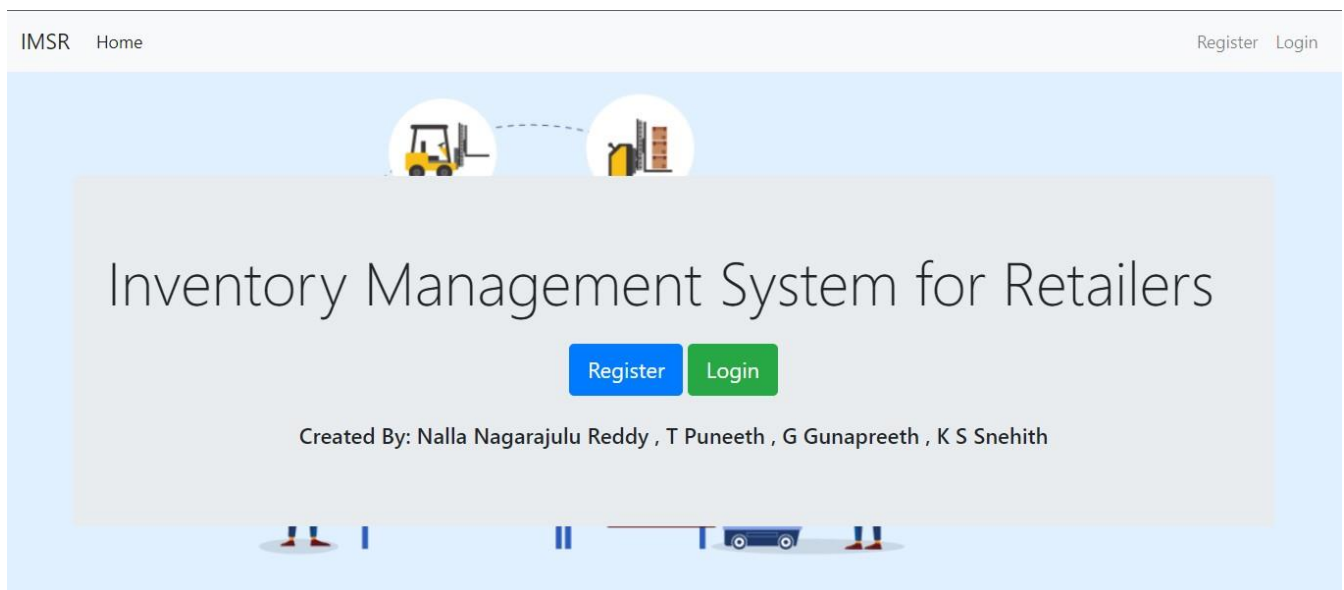 IMSR Home Register Login
Inventory Management System for Retailers
Register Login
Created By: Nalla Nagarajulu Reddy , T Puneeth , G Gunapreeth , K S Snehith